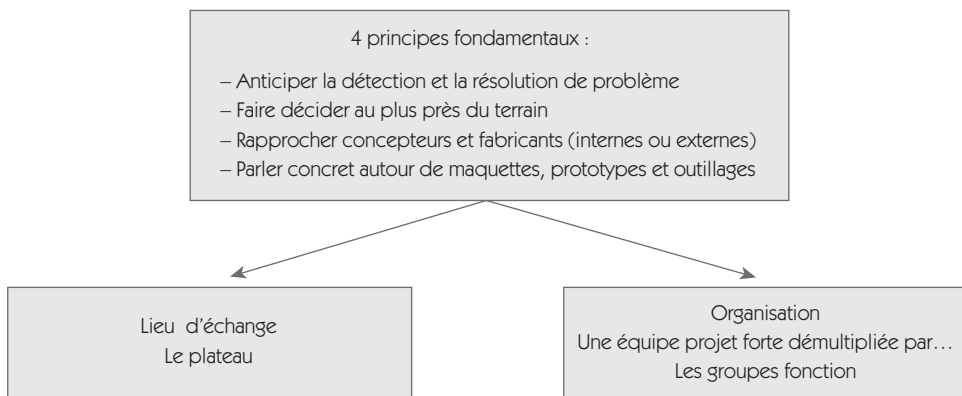 4 principes fondamentaux :
– Anticiper la détection et la résolution de problème
– Faire décider au plus près du terrain
– Rapprocher concepteurs et fabricants (internes ou externes)
– Parler concret autour de maquettes, prototypes et outillages
Lieu d’échange
Le plateau
Organisation
Une équipe projet forte démultipliée par…
Les groupes fonction